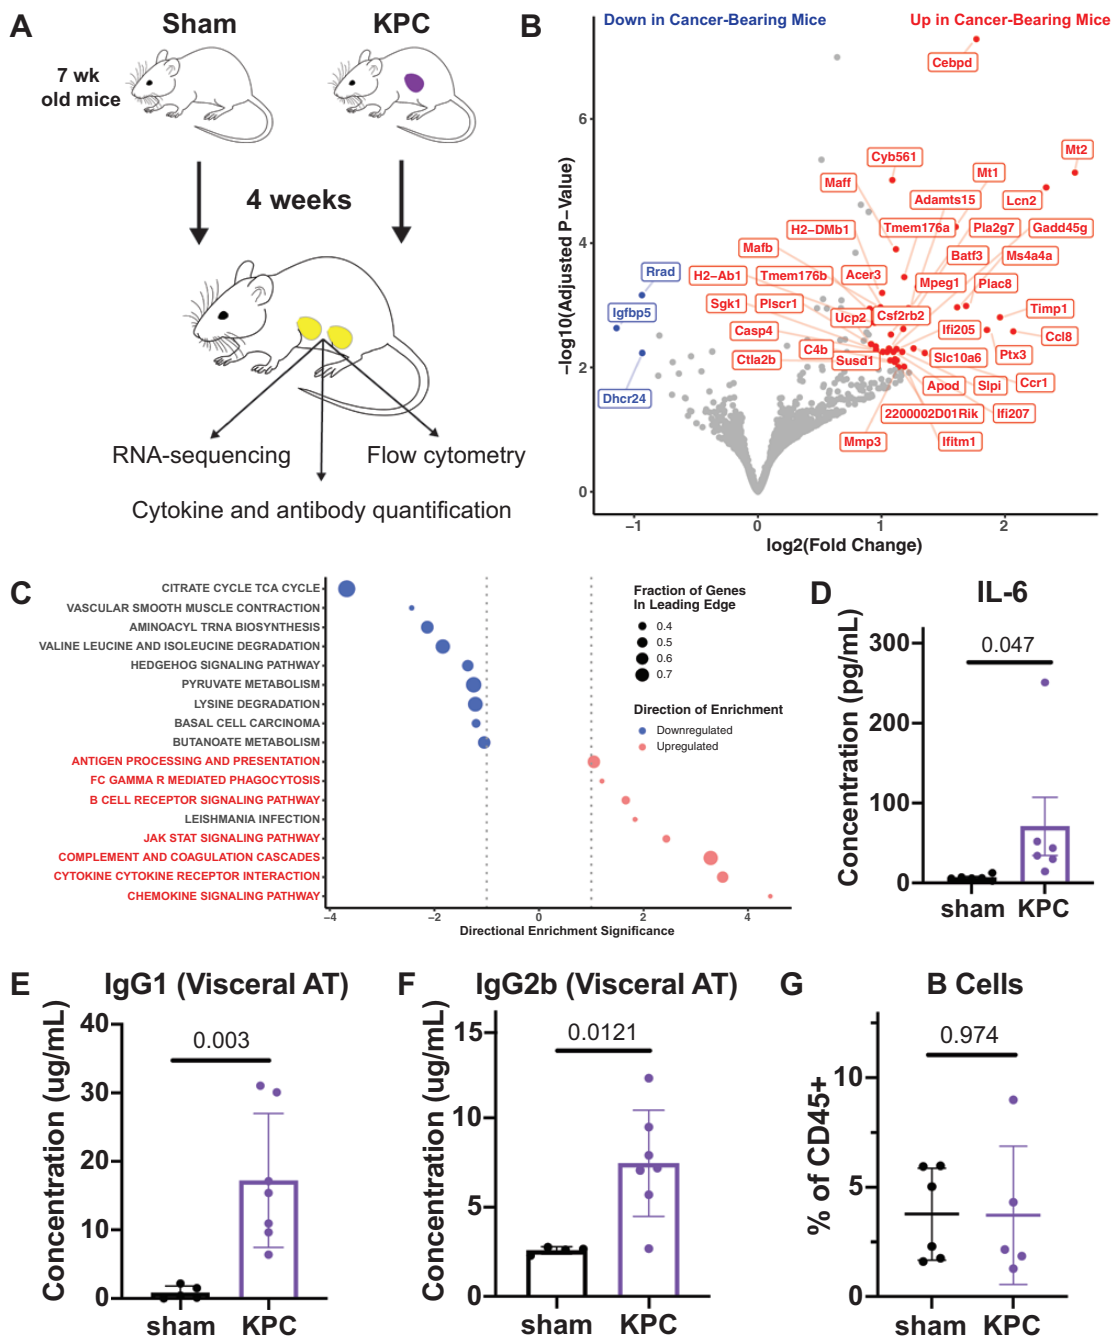 A
Sham
KPC
7 wk
old mice
4 weeks
RNA-sequencing
Flow cytometry
Cytokine and antibody quantification
B
Down in Cancer-Bearing Mice
Up in Cancer-Bearing Mice
Cebpd
Mt2
Cyb561
Mt1
Maff
Adamts15
Lcn2
H2−DMb1
Tmem176a
Pla2g7
Gadd45g
Mafb
Batf3
Ms4a4a
Rrad
H2−Ab1
Tmem176b
Acer3
Mpeg1
Plac8
Igfbp5
Sgk1
Plscr1
Ucp2
Csf2rb2
Ifi205
Timp1
Casp4
Ccl8
Ctla2b
C4b
Susd1
Slc10a6
Ptx3
Dhcr24
Apod
Slpi
Ccr1
2200002D01Rik
Ifi207
Mmp3
Ifitm1
−log10(Adjusted P−Value)
6
4
2
0
−1
0
1
2
log2(Fold Change)
C
CITRATE CYCLE TCA CYCLE
VASCULAR SMOOTH MUSCLE CONTRACTION
AMINOACYL TRNA BIOSYNTHESIS
VALINE LEUCINE AND ISOLEUCINE DEGRADATION
HEDGEHOG SIGNALING PATHWAY
PYRUVATE METABOLISM
LYSINE DEGRADATION
BASAL CELL CARCINOMA
BUTANOATE METABOLISM
ANTIGEN PROCESSING AND PRESENTATION
FC GAMMA R MEDIATED PHAGOCYTOSIS
B CELL RECEPTOR SIGNALING PATHWAY
LEISHMANIA INFECTION
JAK STAT SIGNALING PATHWAY
COMPLEMENT AND COAGULATION CASCADES
CYTOKINE CYTOKINE RECEPTOR INTERACTION
CHEMOKINE SIGNALING PATHWAY
−4
−2
0
2
4
Directional Enrichment Significance
Fraction of Genes
In Leading Edge
0.4
0.5
0.6
0.7
Direction of Enrichment
Downregulated
Upregulated
D
IL-6
0.047
Concentration (pg/mL)
300
200
100
0
sham
KPC
E
IgG1 (Visceral AT)
0.003
Concentration (ug/mL)
40
30
20
10
0
sham
KPC
F
IgG2b (Visceral AT)
0.0121
Concentration (ug/mL)
15
10
5
0
sham
KPC
G
B Cells
0.974
% of CD45+
10
5
0
sham
KPC